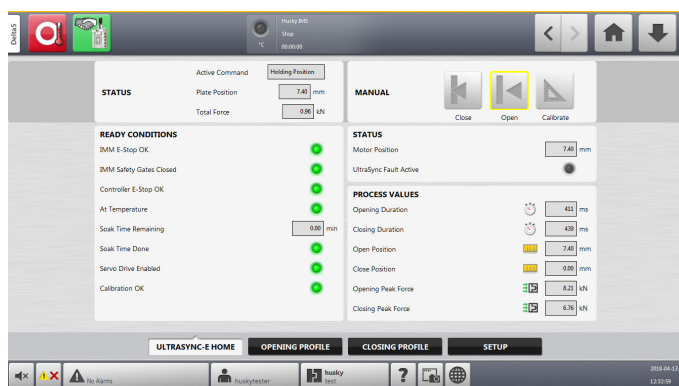 Delta5
Husky IMS
Stop
°C 00:00:00
STATUS
Active Command Holding Position
Plate Position 7.40 mm
Total Force 0.96 kN
MANUAL
Close Open Calibrate
READY CONDITIONS
IMM E-Stop OK
IMM Safety Gates Closed
Controller E-Stop OK
At Temperature
Soak Time Remaining 0.00 min
Soak Time Done
Servo Drive Enabled
Calibration OK
STATUS
Motor Position 7.40 mm
UltraSync Fault Active
PROCESS VALUES
Opening Duration 411 ms
Closing Duration 439 ms
Open Position 7.40 mm
Close Position 0.00 mm
Opening Peak Force 8.21 kN
Closing Peak Force 6.76 kN
ULTRASYNC-E HOME OPENING PROFILE CLOSING PROFILE SETUP
No Alarms
huskytester
husky
test
?
2018-04-13
12:32:59